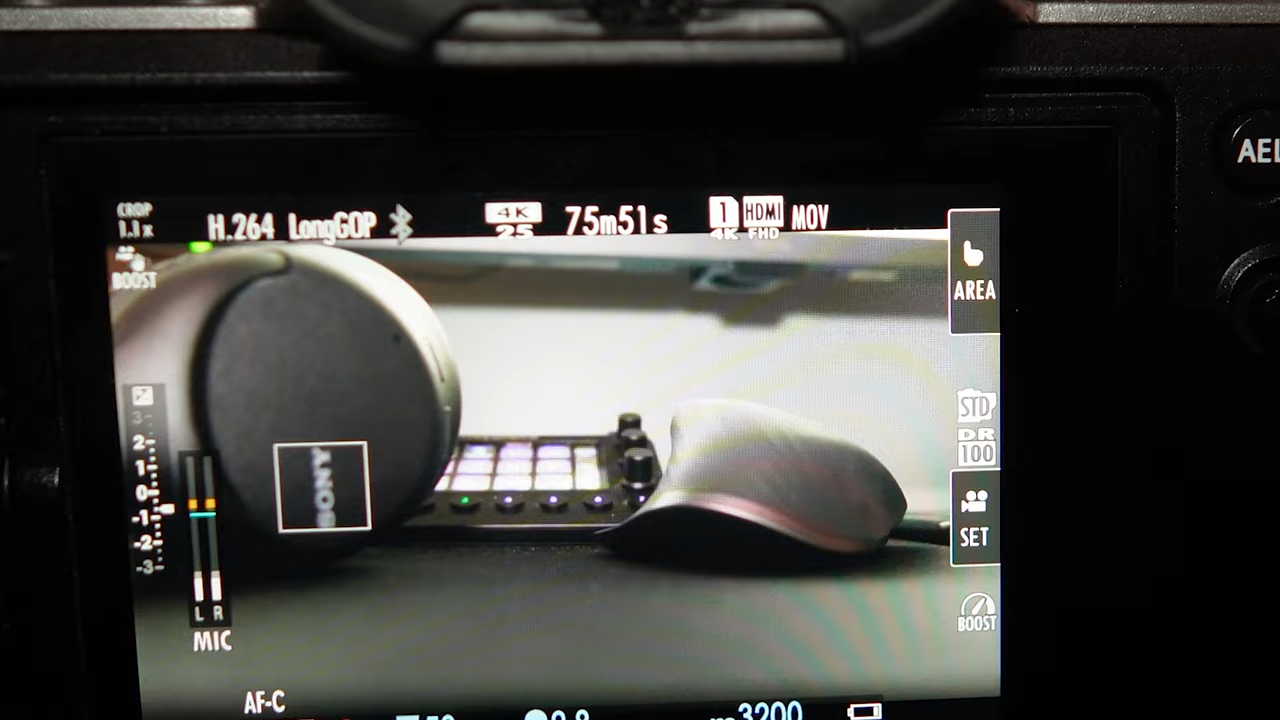 AEL
CROP
1.1x
H.264 LongGOP
4K
25
75m51s
1
HDMI
MOV
4K FHD
BOOST
AREA
3
2
1
0
-1
-2
-3
SONY
STD
DR
100
SET
L R
MIC
BOOST
AF-C
3200